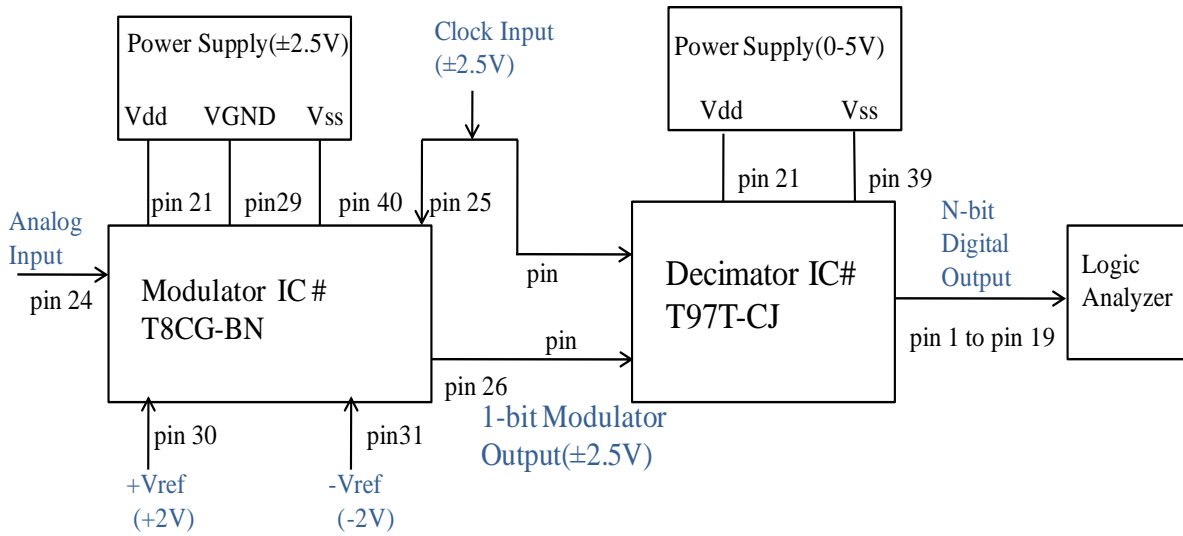 Power Supply(±2.5V)
Vdd VGND Vss
Clock Input
(±2.5V)
Power Supply(0-5V)
Vdd Vss
pin 21
pin29
pin 40
pin 25
pin 21
pin 39
Analog
Input
pin 24
Modulator IC #
T8CG-BN
pin
pin
Decimator IC#
T97T-CJ
N-bit
Digital
Output
pin 1 to pin 19
Logic
Analyzer
pin 26
1-bit Modulator
Output(±2.5V)
pin 30
pin31
+Vref
(+2V)
-Vref
(-2V)